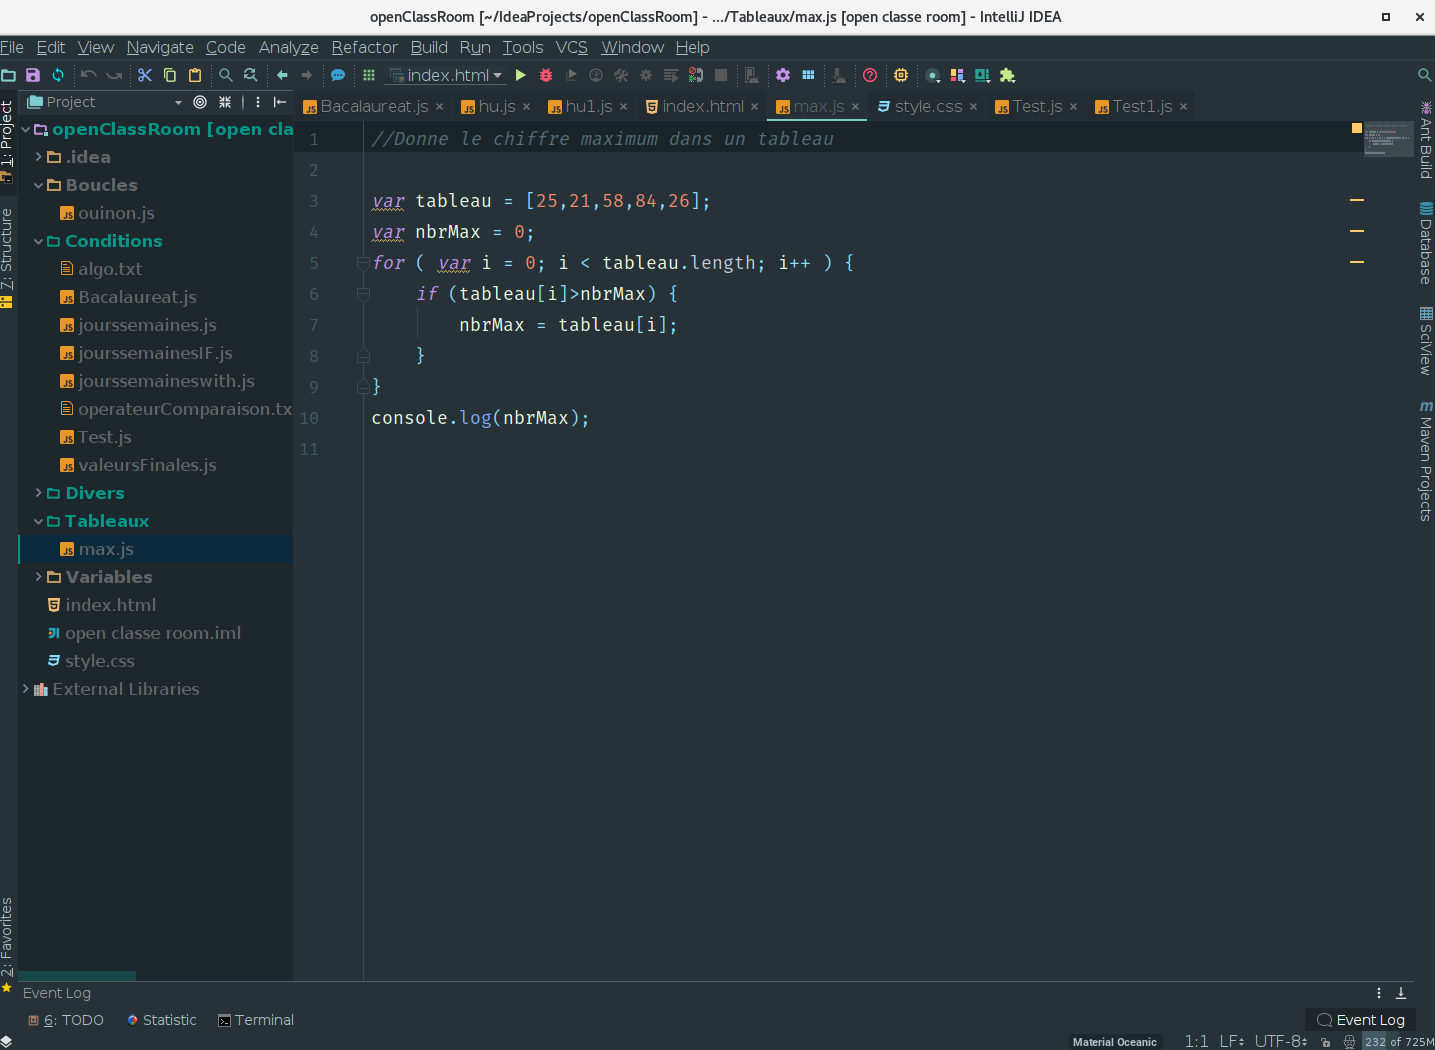 openClassRoom [~/IdeaProjects/openClassRoom] - .../Tableaux/max.js [open classe room] - IntelliJ IDEA
File Edit View Navigate Code Analyze Refactor Build Run Tools VCS Window Help
index.html
Project
Bacalaureat.js hu.js hu1.js index.html max.js style.css Test.js Test1.js
1: Project
7: Structure
2: Favorites
openClassRoom [open cla
.idea
Boucles
ouinon.js
Conditions
algo.txt
Bacalaureat.js
jourssemaines.js
jourssemainesIF.js
jourssemaineswith.js
operateurComparaison.tx
Test.js
valeursFinales.js
Divers
Tableaux
max.js
Variables
index.html
open classe room.iml
style.css
External Libraries
1 //Donne le chiffre maximum dans un tableau
2
3 var tableau = [25,21,58,84,26];
4 var nbrMax = 0;
5 for ( var i = 0; i < tableau.length; i++ ) {
6 if (tableau[i]>nbrMax) {
7 nbrMax = tableau[i];
8 }
9 }
10 console.log(nbrMax);
11
Ant Build
Database
SciView
Maven Projects
Event Log
6: TODO Statistic Terminal Event Log
Material Oceanic 1:1 LF UTF-8 232 of 725M